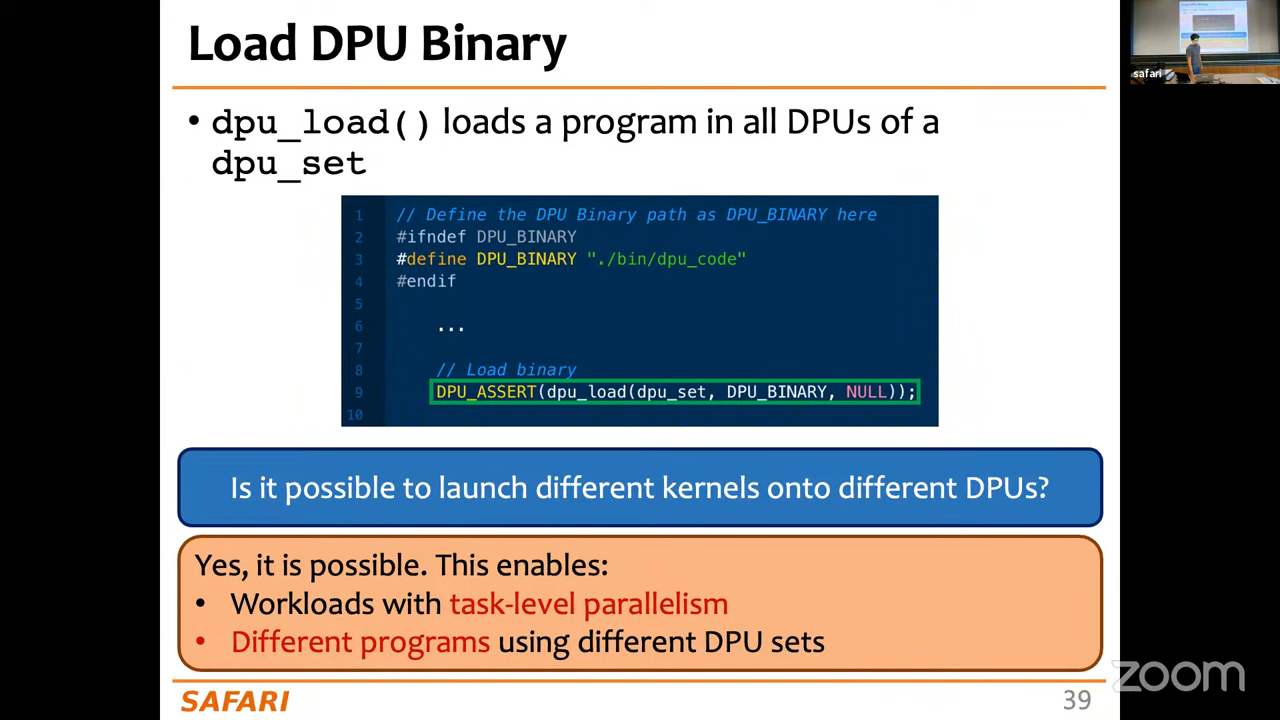 Load DPU Binary
• dpu_load() loads a program in all DPUs of a
dpu_set
1 // Define the DPU Binary path as DPU_BINARY here
2 #ifndef DPU_BINARY
3 #define DPU_BINARY "./bin/dpu_code"
4 #endif
5
6 ...
7
8 // Load binary
9 DPU_ASSERT(dpu_load(dpu_set, DPU_BINARY, NULL));
10
Is it possible to launch different kernels onto different DPUs?
Yes, it is possible. This enables:
• Workloads with task-level parallelism
• Different programs using different DPU sets
SAFARI
39
zoom
safari